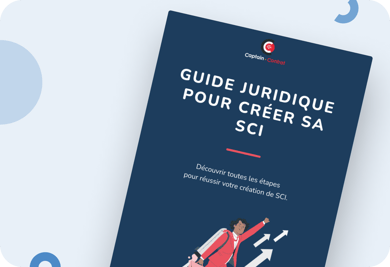 Captain Contrat
GUIDE JURIDIQUE
POUR CRÉER SA
SCI
Découvrir toutes les étapes
pour réussir votre création de SCI.